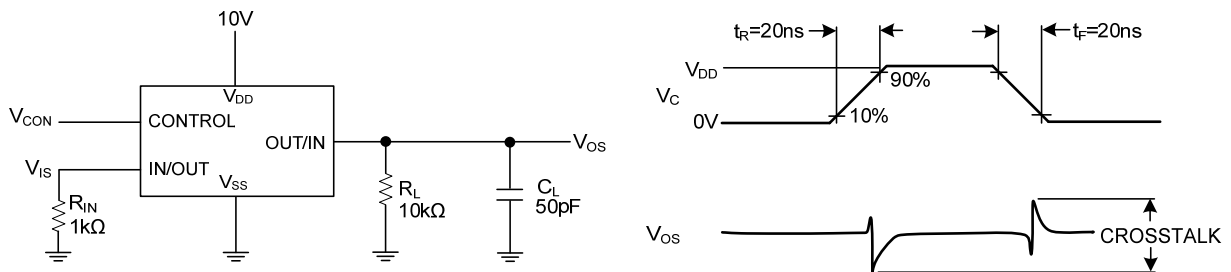 10V
VDD
VCON
CONTROL
OUT/IN
VOS
VIS
IN/OUT
VSS
RIN
1kΩ
RL
10kΩ
CL
50pF
tR=20ns
tF=20ns
VDD
90%
VC
10%
0V
VOS
CROSSTALK